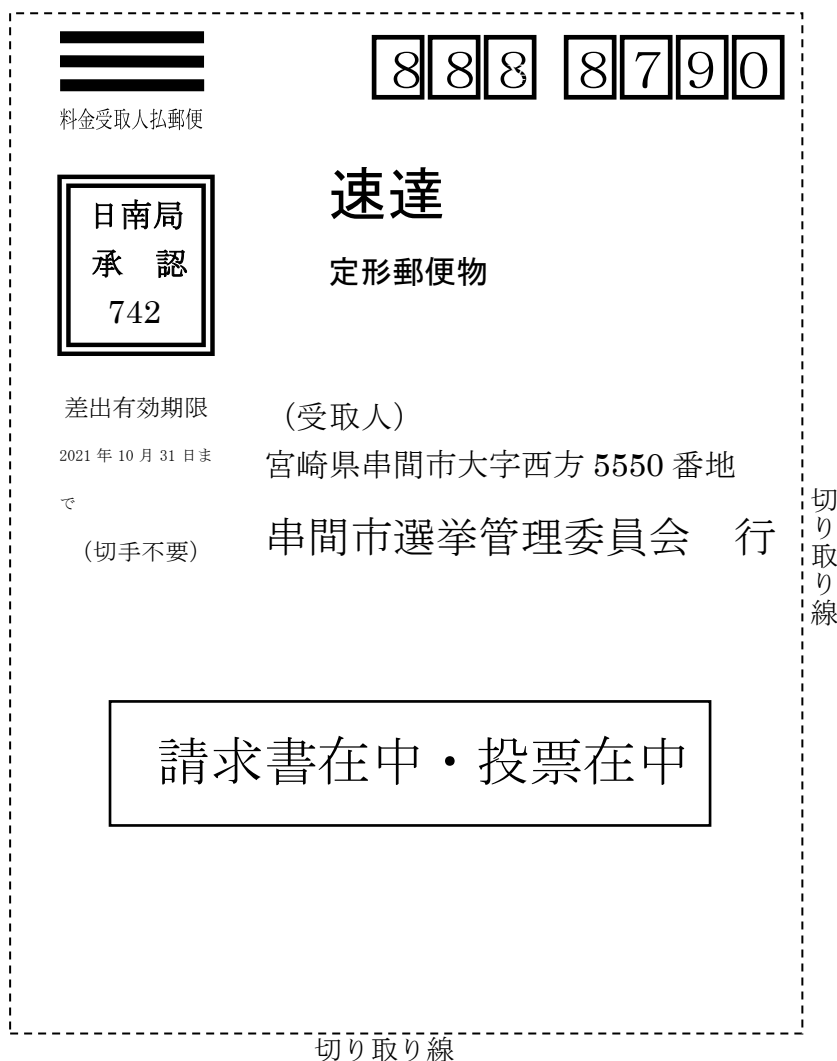 888 8790
料金受取人払郵便
速達
定形郵便物
日南局
承 認
742
差出有効期限
2021 年 10 月 31 日ま
で
（切手不要）
（受取人）
宮崎県串間市大字西方 5550 番地
串間市選挙管理委員会 行
切り取り線
請求書在中・投票在中
切り取り線